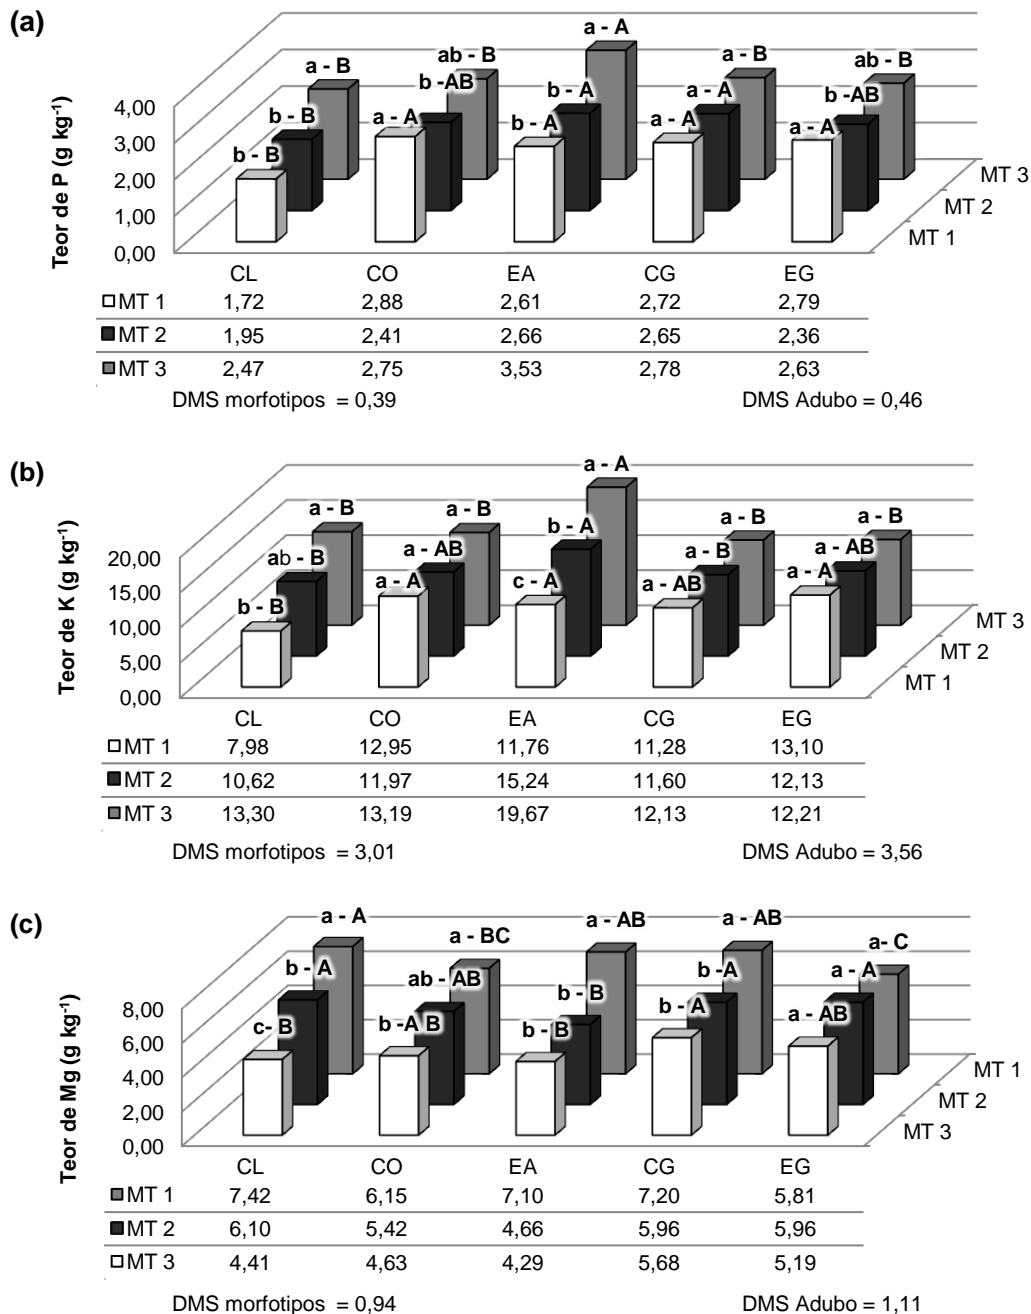 (a)
Teor de P (g kg⁻¹)
4,00
3,00
2,00
1,00
0,00
b - B
b - B
a - B
a - A
b -AB
ab - B
b - A
b - A
a - A
a - A
a - A
a - B
a - A
b -AB
ab - B
MT 3
MT 2
MT 1
CL CO EA CG EG
MT 1 1,72 2,88 2,61 2,72 2,79
MT 2 1,95 2,41 2,66 2,65 2,36
MT 3 2,47 2,75 3,53 2,78 2,63
DMS morfotipos = 0,39 DMS Adubo = 0,46
(b)
Teor de K (g kg⁻¹)
20,00
15,00
10,00
5,00
0,00
b - B
ab - B
a - B
a - A
a - AB
a - B
c - A
b - A
a - A
a - AB
a - B
a - B
a - A
a - AB
a - B
MT 3
MT 2
MT 1
CL CO EA CG EG
MT 1 7,98 12,95 11,76 11,28 13,10
MT 2 10,62 11,97 15,24 11,60 12,13
MT 3 13,30 13,19 19,67 12,13 12,21
DMS morfotipos = 3,01 DMS Adubo = 3,56
(c)
Teor de Mg (g kg⁻¹)
8,00
6,00
4,00
2,00
0,00
c- B
b - A
a - A
b -A B
ab - AB
a - BC
b - B
b - B
a - AB
b - A
b -A
a - AB
a - AB
a - A
a- C
MT 1
MT 2
MT 3
CL CO EA CG EG
MT 1 7,42 6,15 7,10 7,20 5,81
MT 2 6,10 5,42 4,66 5,96 5,96
MT 3 4,41 4,63 4,29 5,68 5,19
DMS morfotipos = 0,94 DMS Adubo = 1,11